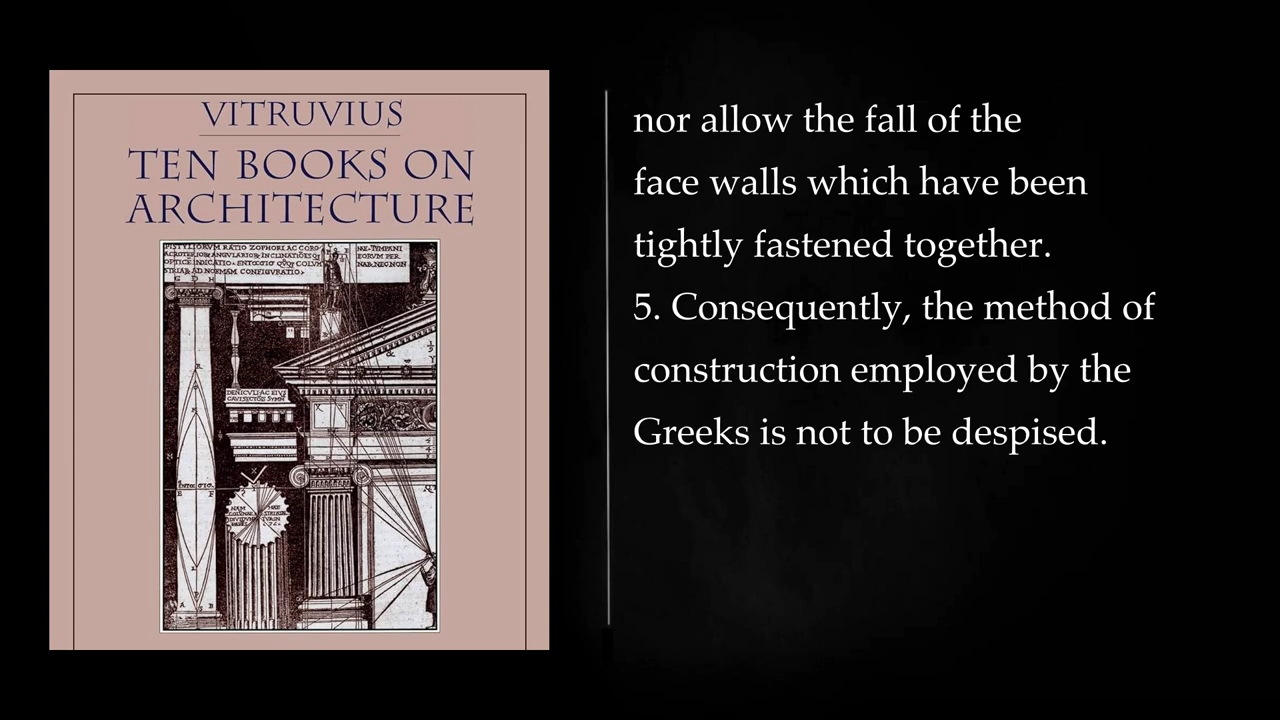 VITRUVIUS
TEN BOOKS ON
ARCHITECTURE
nor allow the fall of the
face walls which have been
tightly fastened together.
5. Consequently, the method of
construction employed by the
Greeks is not to be despised.